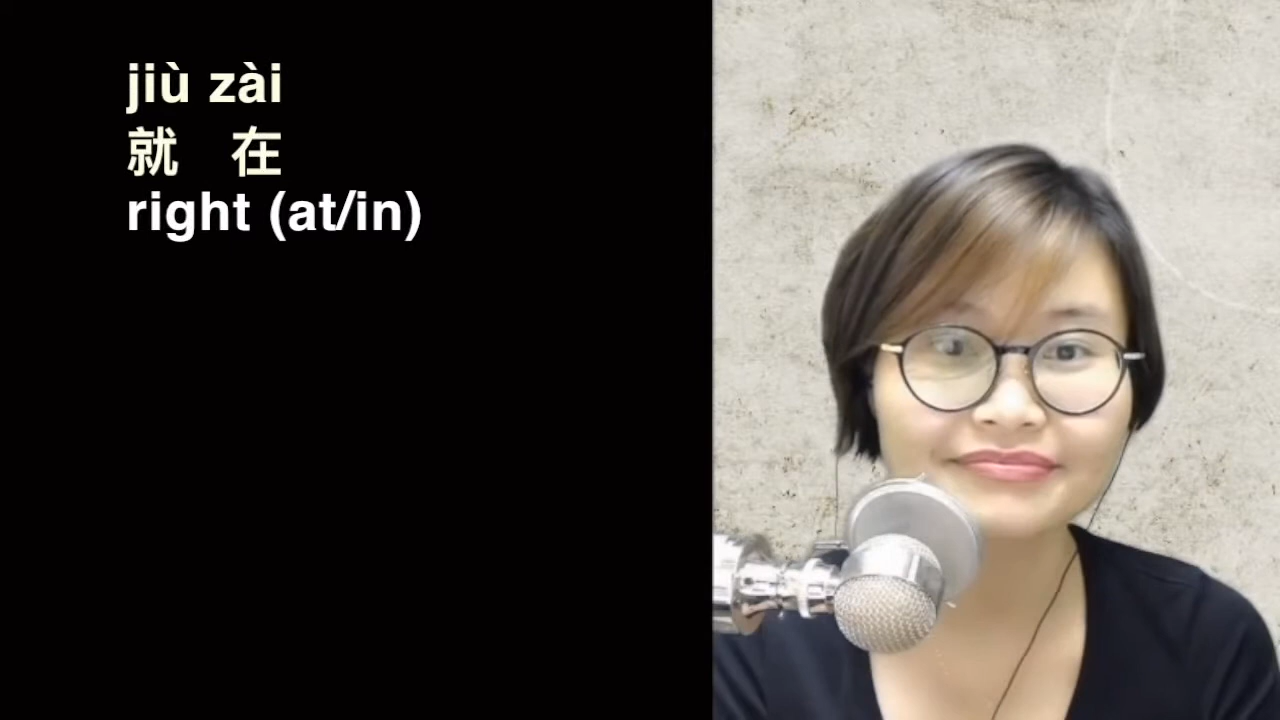 jiù zài
就 在
right (at/in)